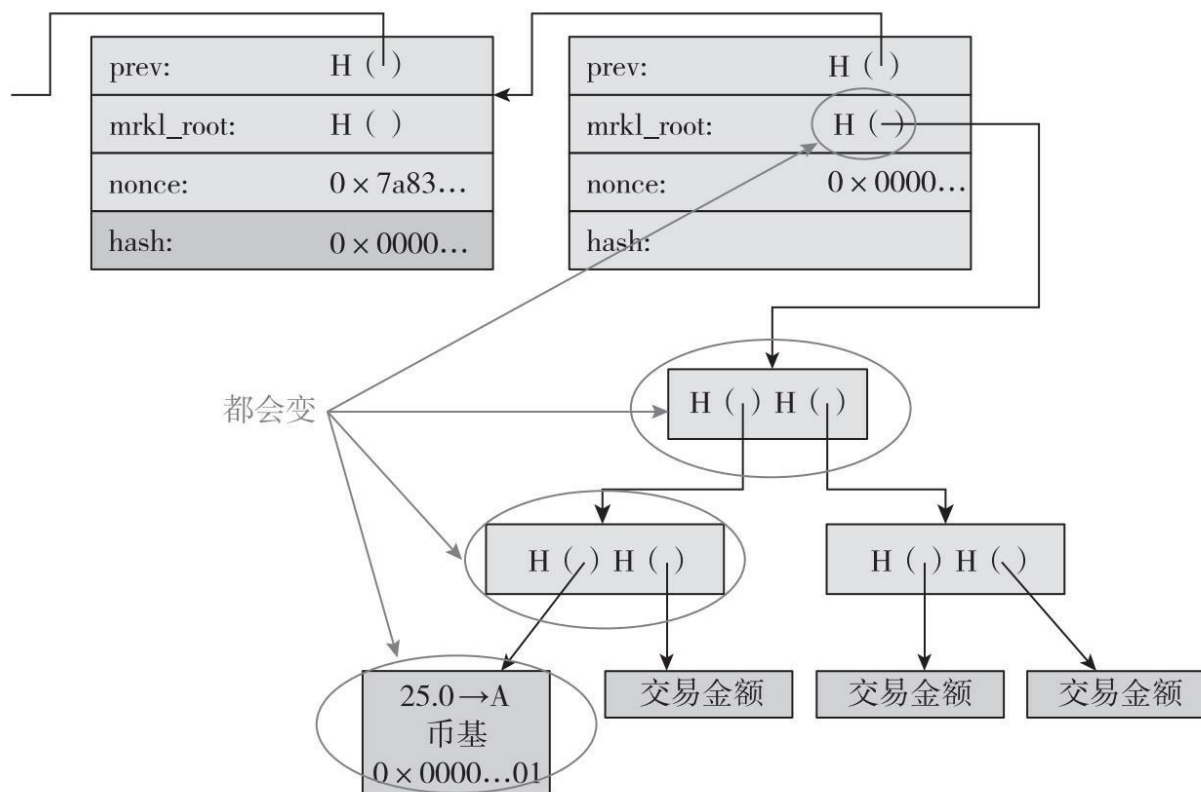 prev: H ( )
mrkl_root: H ( )
nonce: 0 × 7a83...
hash: 0 × 0000...
prev: H ( )
mrkl_root: H ( )
nonce: 0 × 0000...
hash:
都会变
H ( ) H ( )
H ( ) H ( )
H ( ) H ( )
25.0→A
币基
0 × 0000...01
交易金额
交易金额
交易金额